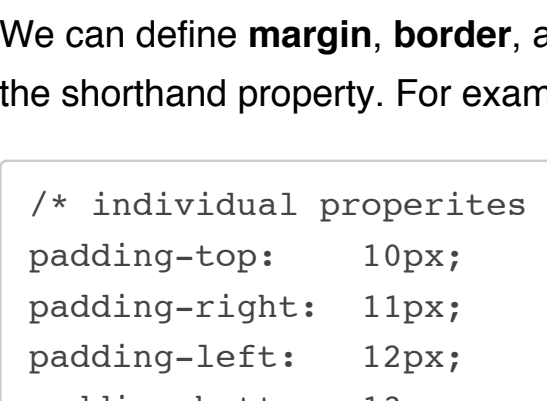 We can define margin, border, a
the shorthand property. For exam
/* individual properites
padding-top: 10px;
padding-right: 11px;
padding-left: 12px;